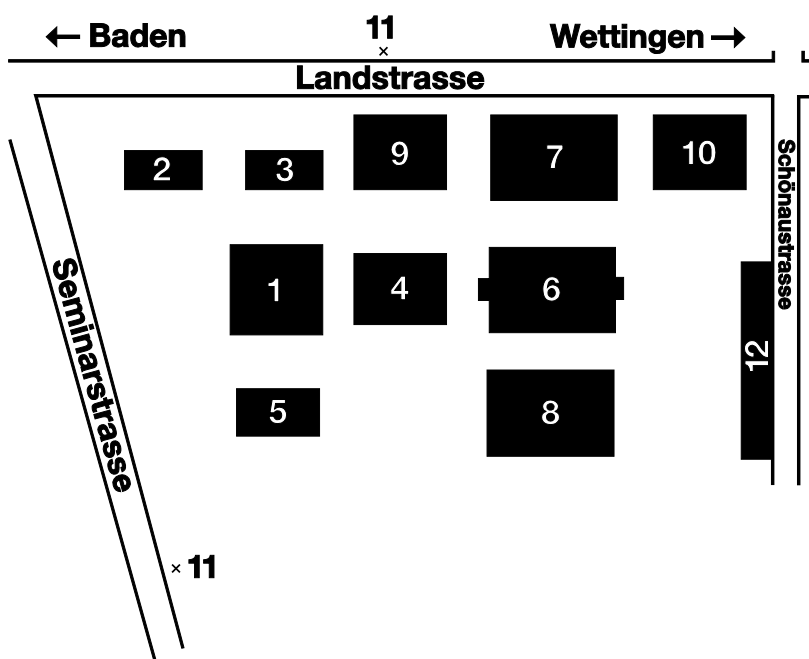 ← Baden
11
×
Wettingen →
Landstrasse
Schönaustrasse
2
3
9
7
10
Seminarstrasse
1
4
6
12
5
8
× 11